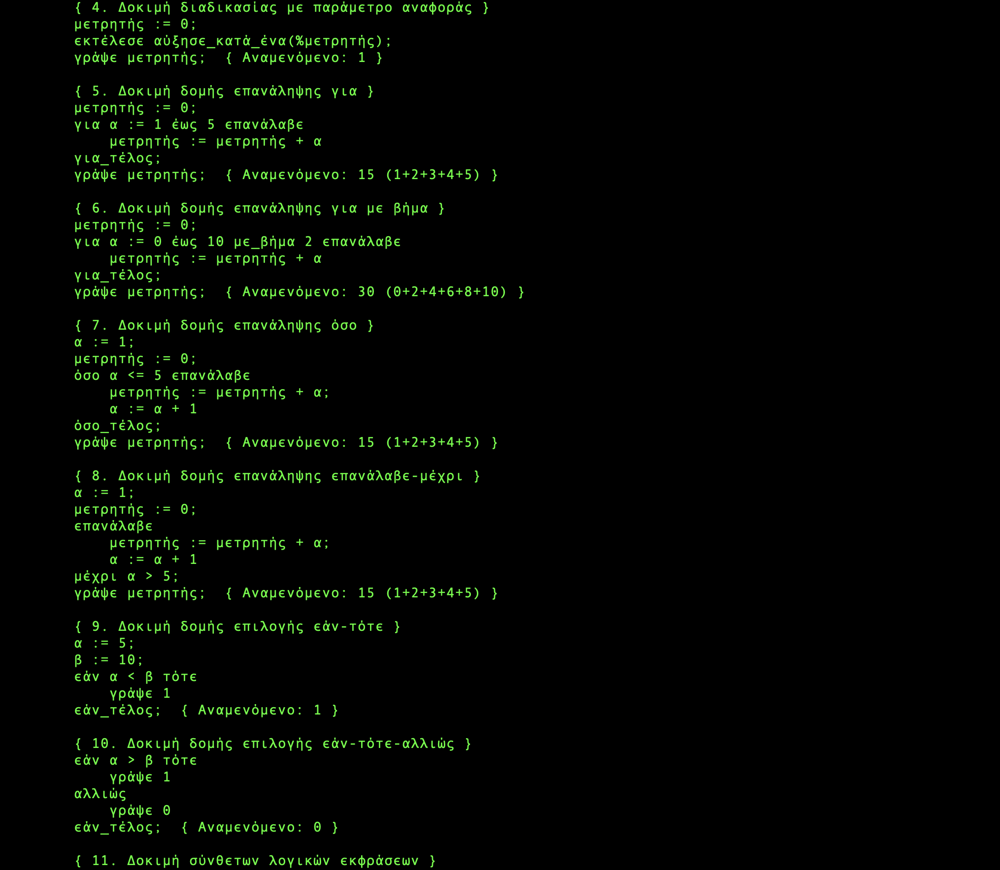 { 4. Δοκιμή διαδικασίας με παράμετρο αναφοράς }
μετρητής := 0;
εκτέλεσε αύξησε_κατά_ένα(%μετρητής);
γράψε μετρητής;  { Αναμενόμενο: 1 }
{ 5. Δοκιμή δομής επανάληψης για }
μετρητής := 0;
για α := 1 έως 5 επανάλαβε
    μετρητής := μετρητής + α
για_τέλος;
γράψε μετρητής;  { Αναμενόμενο: 15 (1+2+3+4+5) }
{ 6. Δοκιμή δομής επανάληψης για με βήμα }
μετρητής := 0;
για α := 0 έως 10 με_βήμα 2 επανάλαβε
    μετρητής := μετρητής + α
για_τέλος;
γράψε μετρητής;  { Αναμενόμενο: 30 (0+2+4+6+8+10) }
{ 7. Δοκιμή δομής επανάληψης όσο }
α := 1;
μετρητής := 0;
όσο α <= 5 επανάλαβε
    μετρητής := μετρητής + α;
    α := α + 1
όσο_τέλος;
γράψε μετρητής;  { Αναμενόμενο: 15 (1+2+3+4+5) }
{ 8. Δοκιμή δομής επανάληψης επανάλαβε-μέχρι }
α := 1;
μετρητής := 0;
επανάλαβε
    μετρητής := μετρητής + α;
    α := α + 1
μέχρι α > 5;
γράψε μετρητής;  { Αναμενόμενο: 15 (1+2+3+4+5) }
{ 9. Δοκιμή δομής επιλογής εάν-τότε }
α := 5;
β := 10;
εάν α < β τότε
    γράψε 1
εάν_τέλος;  { Αναμενόμενο: 1 }
{ 10. Δοκιμή δομής επιλογής εάν-τότε-αλλιώς }
εάν α > β τότε
    γράψε 1
αλλιώς
    γράψε 0
εάν_τέλος;  { Αναμενόμενο: 0 }
{ 11. Δοκιμή σύνθετων λογικών εκφράσεων }